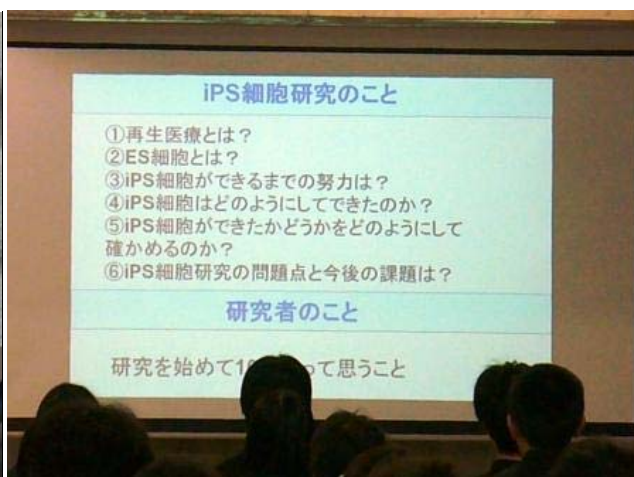 iPS細胞研究のこと
①再生医療とは？
②ES細胞とは？
③iPS細胞ができるまでの努力は？
④iPS細胞はどのようにしてできたのか？
⑤iPS細胞ができたかどうかをどのようにして
確かめるのか？
⑥iPS細胞研究の問題点と今後の課題は？
研究者のこと
研究を始めて1 って思うこと